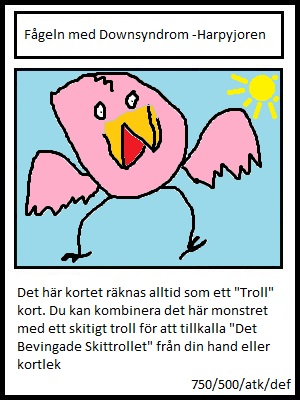 Fågeln med Downsyndrom -Harpyjoren
Det här kortet räknas alltid som ett "Troll"
kort. Du kan kombinera det här monstret
med ett skitigt troll för att tillkalla "Det
Bevingade Skittrollet" från din hand eller
kortlek
750/500/atk/def